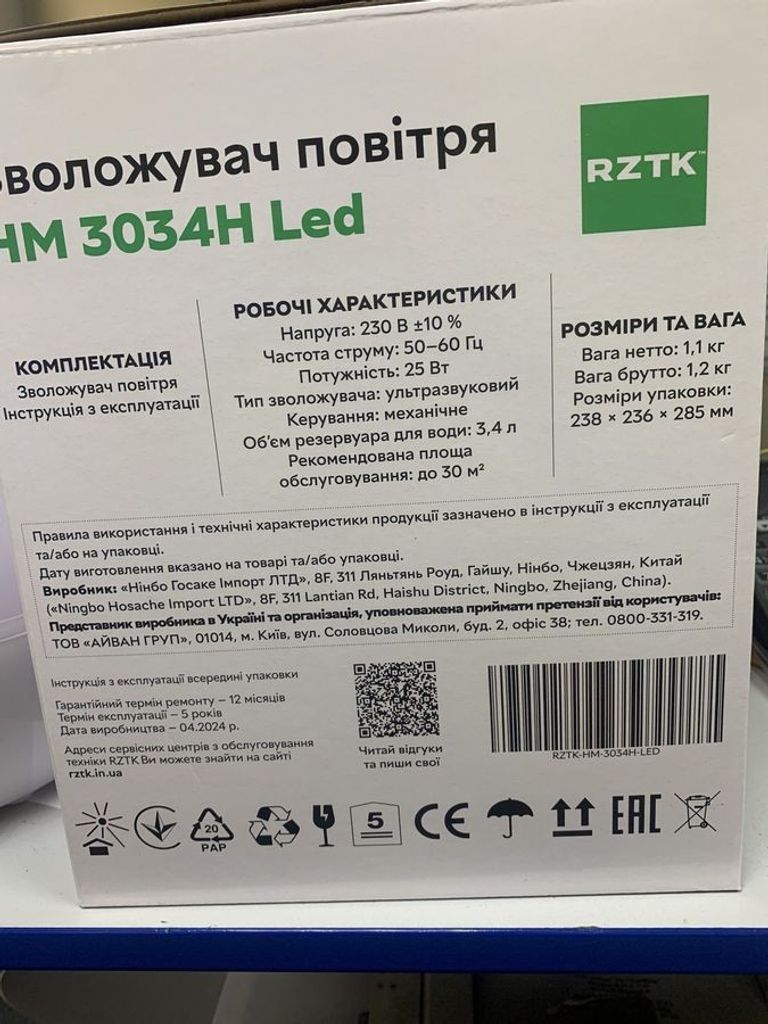 зволожувач повітря
HM 3034H Led
RZTK™
КОМПЛЕКТАЦІЯ
Зволожувач повітря
Інструкція з експлуатації
РОБОЧІ ХАРАКТЕРИСТИКИ
Напруга: 230 В ±10 %
Частота струму: 50–60 Гц
Потужність: 25 Вт
Тип зволожувача: ультразвуковий
Керування: механічне
Об'єм резервуара для води: 3,4 л
Рекомендована площа
обслуговування: до 30 м²
РОЗМІРИ ТА ВАГА
Вага нетто: 1,1 кг
Вага брутто: 1,2 кг
Розміри упаковки:
238 × 236 × 285 мм
Правила використання і технічні характеристики продукції зазначено в інструкції з експлуатації
та/або на упаковці.
Дату виготовлення вказано на товарі та/або упаковці.
Виробник: «Нінбо Госаке Імпорт ЛТД», 8F, 311 Ляньтянь Роуд, Гайшу, Нінбо, Чжецзян, Китай
(«Ningbo Hosache Import LTD», 8F, 311 Lantian Rd, Haishu District, Ningbo, Zhejiang, China).
Представник виробника в Україні та організація, уповноважена приймати претензії від користувачів:
ТОВ «АЙВАН ГРУП», 01014, м. Київ, вул. Соловцова Миколи, буд. 2, офіс 38; тел. 0800-331-319.
Інструкція з експлуатації всередині упаковки
Гарантійний термін ремонту – 12 місяців
Термін експлуатації – 5 років
Дата виробництва – 04.2024 р.
Адреси сервісних центрів з обслуговування
техніки RZTK Ви можете знайти на сайті
rztk.in.ua
Читай відгуки
та пиши свої
RZTK-HM-3034H-LED
20
PAP
5
CE
EAC